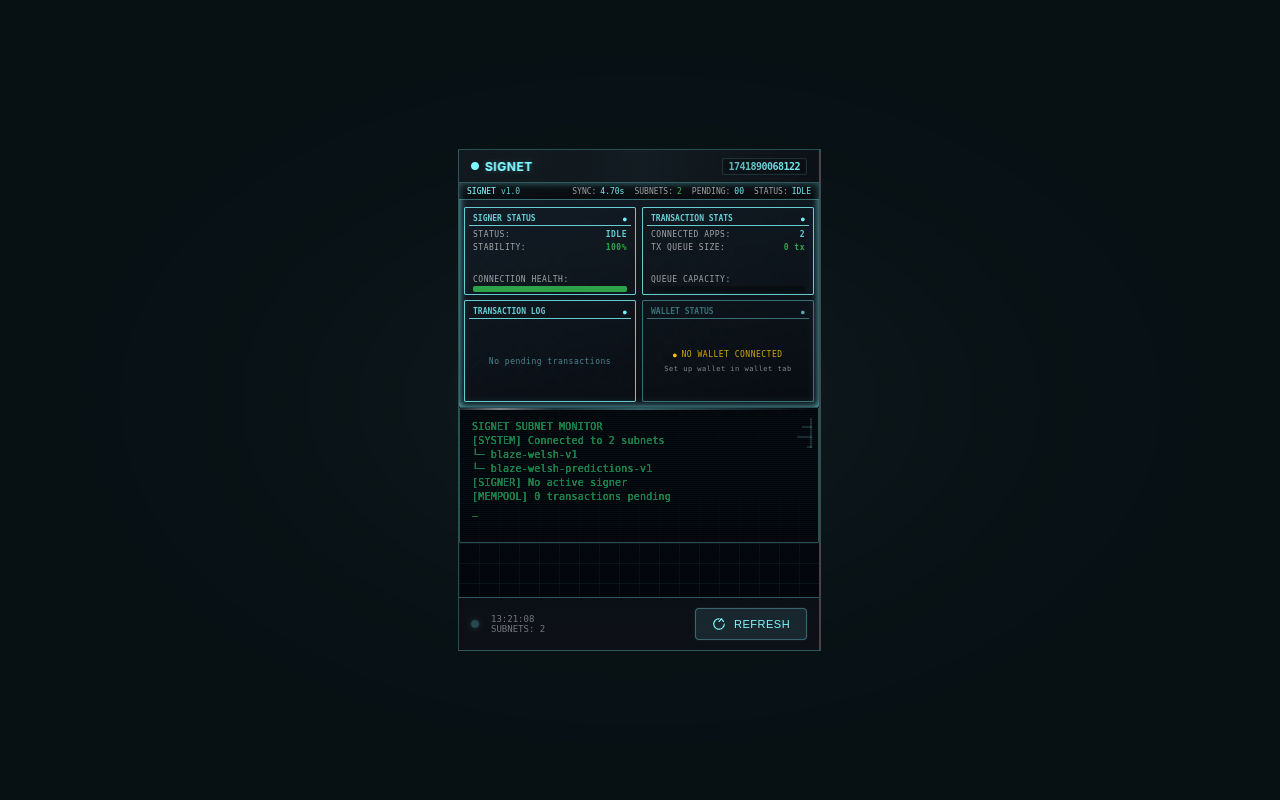 SIGNET
1741890068122
SIGNET v1.0 SYNC: 4.70s SUBNETS: 2 PENDING: 00 STATUS: IDLE
SIGNER STATUS
STATUS: IDLE
STABILITY: 100%
CONNECTION HEALTH:
TRANSACTION STATS
CONNECTED APPS: 2
TX QUEUE SIZE: 0 tx
QUEUE CAPACITY:
TRANSACTION LOG
No pending transactions
WALLET STATUS
NO WALLET CONNECTED
Set up wallet in wallet tab
SIGNET SUBNET MONITOR
[SYSTEM] Connected to 2 subnets
└─ blaze-welsh-v1
└─ blaze-welsh-predictions-v1
[SIGNER] No active signer
[MEMPOOL] 0 transactions pending
_
13:21:08
SUBNETS: 2
REFRESH